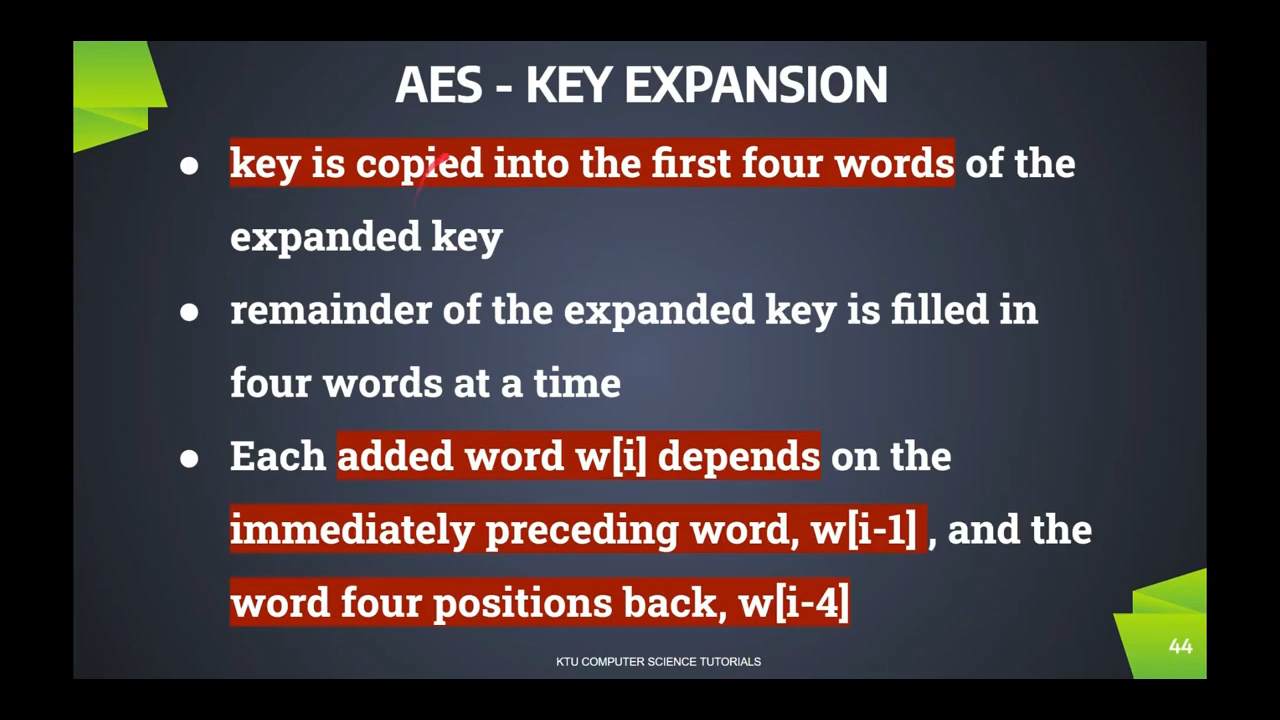 AES - KEY EXPANSION
● key is copied into the first four words of the
expanded key
● remainder of the expanded key is filled in
four words at a time
● Each added word w[i] depends on the
immediately preceding word, w[i-1] , and the
word four positions back, w[i-4]
44
KTU COMPUTER SCIENCE TUTORIALS